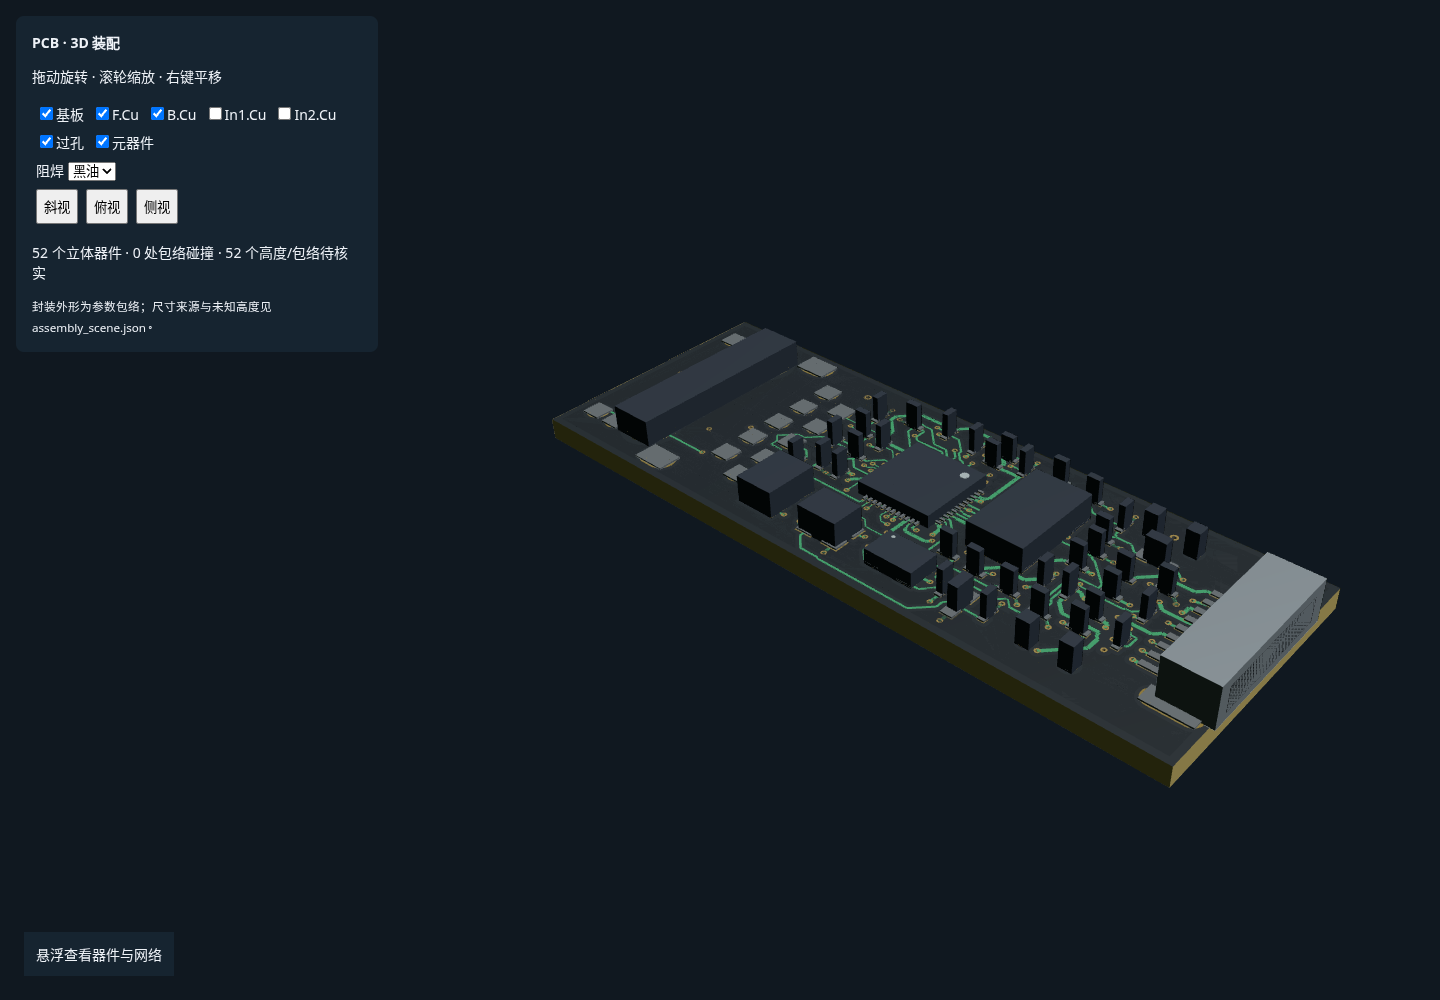 PCB · 3D 装配
拖动旋转 · 滚轮缩放 · 右键平移
基板 F.Cu B.Cu In1.Cu In2.Cu
过孔 元器件
阻焊 黑油
斜视 俯视 侧视
52 个立体器件 · 0 处包络碰撞 · 52 个高度/包络待核
实
封装外形为参数包络；尺寸来源与未知高度见
assembly_scene.json。
悬浮查看器件与网络